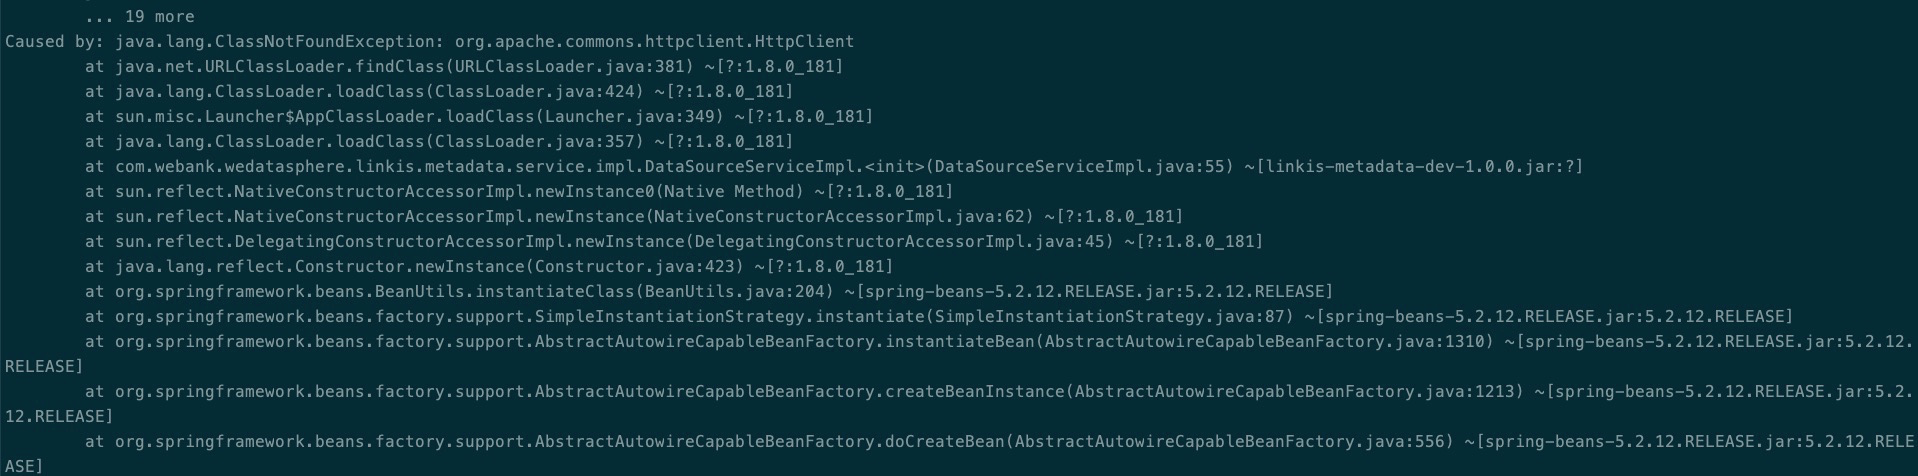 ... 19 more
Caused by: java.lang.ClassNotFoundException: org.apache.commons.httpclient.HttpClient
at java.net.URLClassLoader.findClass(URLClassLoader.java:381) ~[?:1.8.0_181]
at java.lang.ClassLoader.loadClass(ClassLoader.java:424) ~[?:1.8.0_181]
at sun.misc.Launcher$AppClassLoader.loadClass(Launcher.java:349) ~[?:1.8.0_181]
at java.lang.ClassLoader.loadClass(ClassLoader.java:357) ~[?:1.8.0_181]
at com.webank.wedatasphere.linkis.metadata.service.impl.DataSourceServiceImpl.<init>(DataSourceServiceImpl.java:55) ~[linkis-metadata-dev-1.0.0.jar:?]
at sun.reflect.NativeConstructorAccessorImpl.newInstance0(Native Method) ~[?:1.8.0_181]
at sun.reflect.NativeConstructorAccessorImpl.newInstance(NativeConstructorAccessorImpl.java:62) ~[?:1.8.0_181]
at sun.reflect.DelegatingConstructorAccessorImpl.newInstance(DelegatingConstructorAccessorImpl.java:45) ~[?:1.8.0_181]
at java.lang.reflect.Constructor.newInstance(Constructor.java:423) ~[?:1.8.0_181]
at org.springframework.beans.BeanUtils.instantiateClass(BeanUtils.java:204) ~[spring-beans-5.2.12.RELEASE.jar:5.2.12.RELEASE]
at org.springframework.beans.factory.support.SimpleInstantiationStrategy.instantiate(SimpleInstantiationStrategy.java:87) ~[spring-beans-5.2.12.RELEASE.jar:5.2.12.RELEASE]
at org.springframework.beans.factory.support.AbstractAutowireCapableBeanFactory.instantiateBean(AbstractAutowireCapableBeanFactory.java:1310) ~[spring-beans-5.2.12.RELEASE.jar:5.2.12.
RELEASE]
at org.springframework.beans.factory.support.AbstractAutowireCapableBeanFactory.createBeanInstance(AbstractAutowireCapableBeanFactory.java:1213) ~[spring-beans-5.2.12.RELEASE.jar:5.2.
12.RELEASE]
at org.springframework.beans.factory.support.AbstractAutowireCapableBeanFactory.doCreateBean(AbstractAutowireCapableBeanFactory.java:556) ~[spring-beans-5.2.12.RELEASE.jar:5.2.12.RELE
ASE]